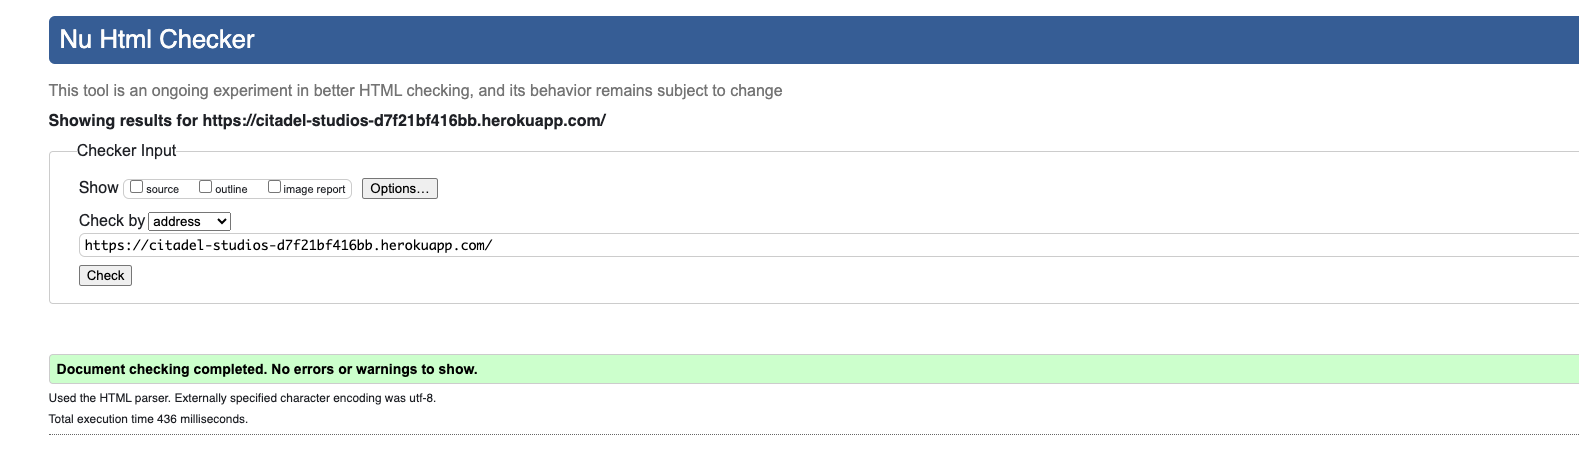 Nu Html Checker
This tool is an ongoing experiment in better HTML checking, and its behavior remains subject to change
Showing results for https://citadel-studios-d7f21bf416bb.herokuapp.com/
Checker Input
Show source outline image report Options...
Check by address
https://citadel-studios-d7f21bf416bb.herokuapp.com/
Check
Document checking completed. No errors or warnings to show.
Used the HTML parser. Externally specified character encoding was utf-8.
Total execution time 436 milliseconds.